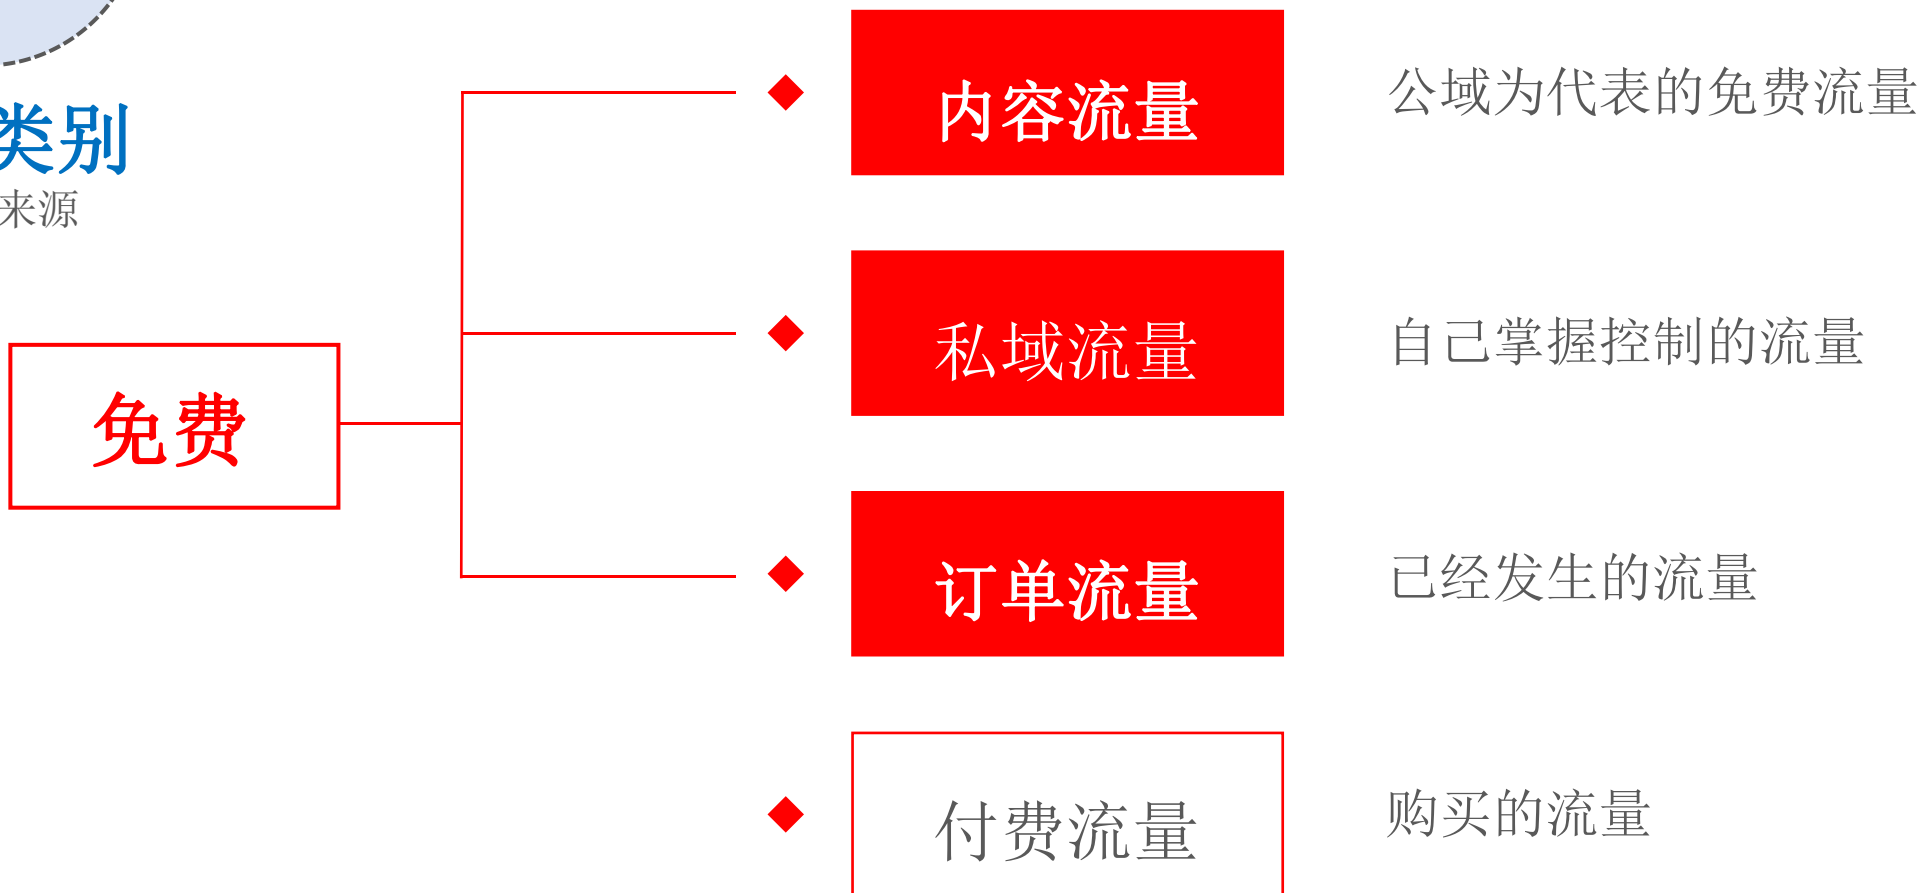 类别
来源
免费
内容流量
公域为代表的免费流量
私域流量
自己掌握控制的流量
订单流量
已经发生的流量
付费流量
购买的流量